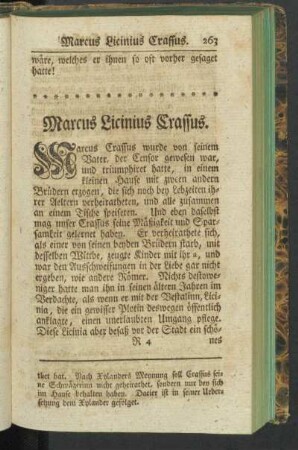 Marcus Licinius Crassus. 263
wäre, welches er ihnen so oft vorher gesaget
hatte!
Marcus Licinius Crassus.
Marcus Crassus wurde von seinem
Vater, der Censor gewesen war,
und triumphiret hatte, in einem
kleinen Hause mit zween andern
Brüdern erzogen, die sich noch bey Lebzeiten ih-
rer Aeltern verheiratheten, und alle zusammen
an einem Tische speiseten. Und eben daselbst
mag unser Crassus seine Mäßigkeit und Spar-
samkeit gelernet haben. Er verheirathete sich,
als einer von seinen beyden Brüdern starb, mit
desselben Wittwe, zeugte Kinder mit ihr a, und
war den Ausschweifungen in der Liebe gar nicht
ergeben, wie andere Römer. Nichts destowe-
niger hatte man ihn in seinen ältern Jahren im
Verdachte, als wenn er mit der Vestalinn, Lici-
nia, die ein gewisser Plotin deswegen öffentlich
anklagte, einen unerlaubten Umgang pflege.
Diese Licinia aber besaß vor der Stadt ein schö-
R 4 nes
tket hat. Nach Xylanders Meynung soll Crassus sei-
ne Schwägerinn nicht geheirathet, sondern nur bey sich
im Hause behalten haben. Dacier ist in seiner Ueber-
setzung dem Xylander gefolget.